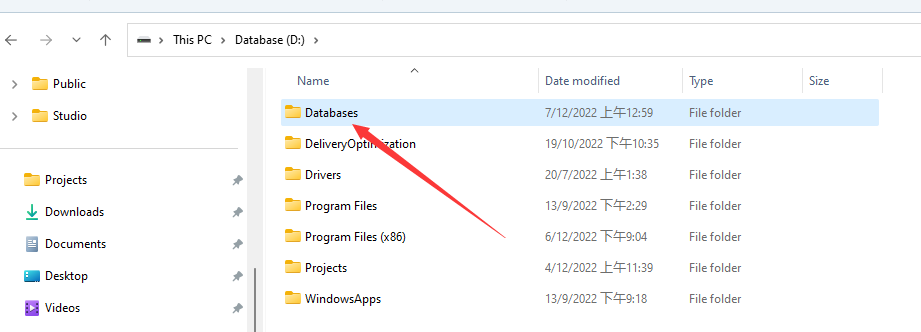 This PC > Database (D:) >
Public
Studio
Projects
Downloads
Documents
Desktop
Videos
Name Date modified Type Size
Databases 7/12/2022 上午12:59 File folder
DeliveryOptimization 19/10/2022 下午10:35 File folder
Drivers 20/7/2022 上午1:38 File folder
Program Files 13/9/2022 下午2:29 File folder
Program Files (x86) 6/12/2022 下午9:04 File folder
Projects 4/12/2022 上午11:39 File folder
WindowsApps 13/9/2022 下午9:18 File folder